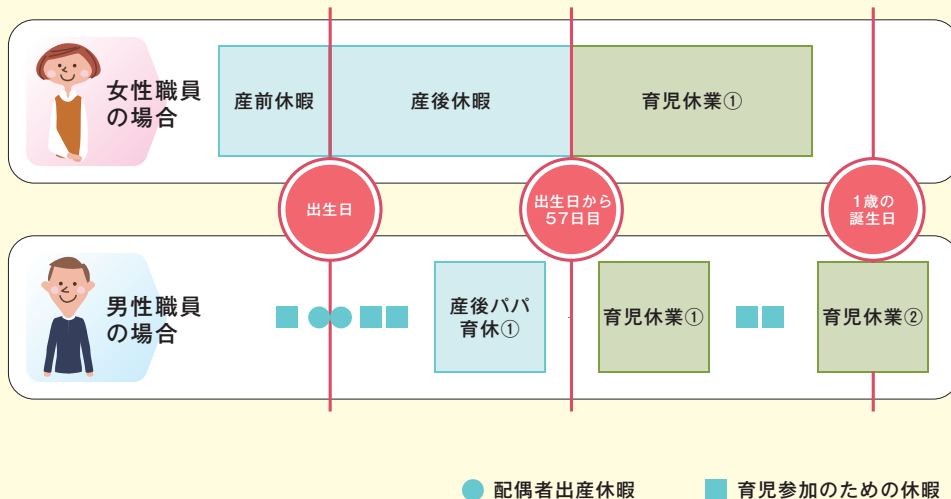 女性職員
の場合
産前休暇
産後休暇
育児休業①
出生日
出生日から
57日目
1歳の
誕生日
男性職員
の場合
産後パパ
育休①
育児休業①
育児休業②
配偶者出産休暇
育児参加のための休暇